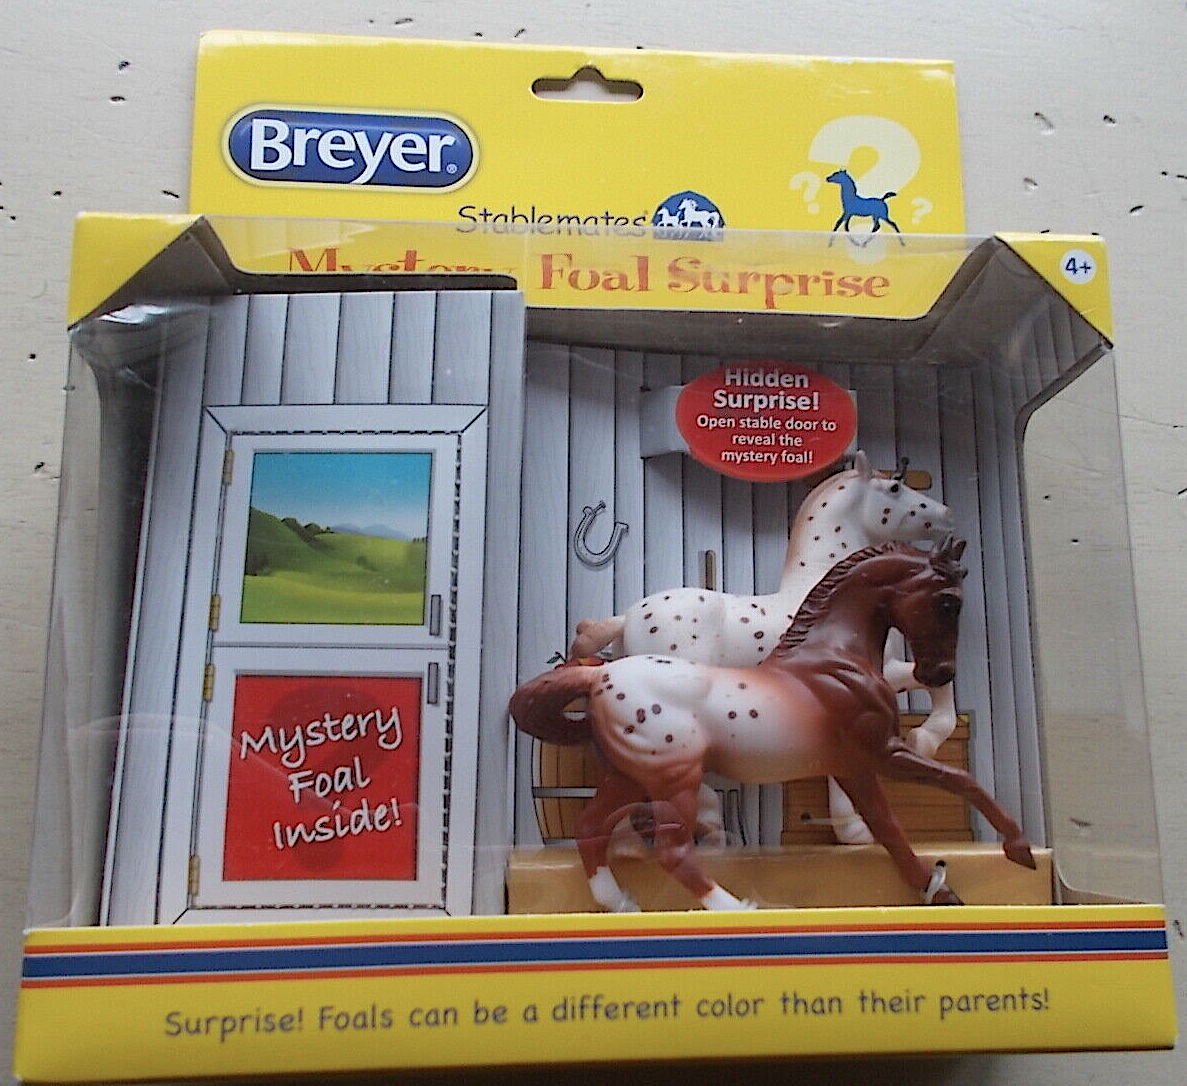 Breyer®
Stablemates®
Mystery Foal Surprise
4+
Hidden
Surprise!
Open stable door to
reveal the
mystery foal!
Mystery
Foal
Inside!
Surprise! Foals can be a different color than their parents!